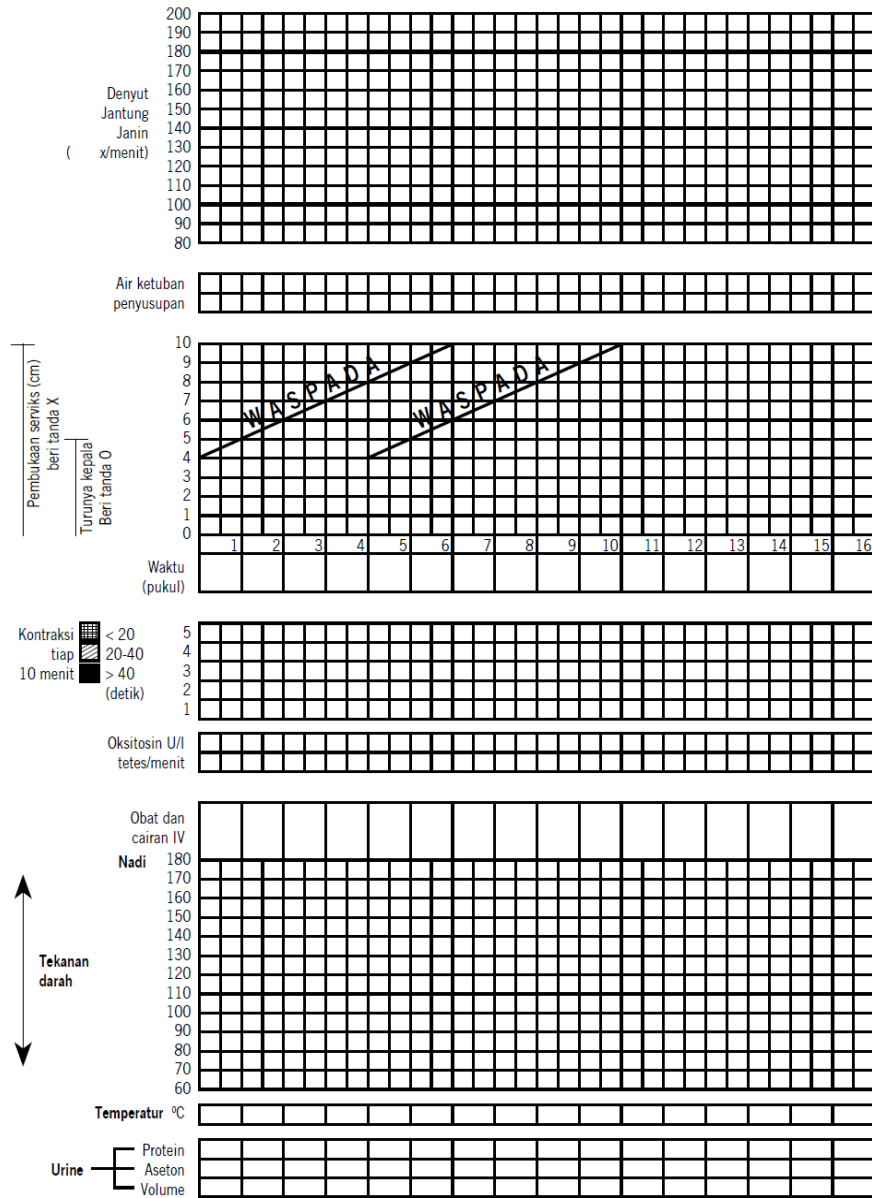 200
190
180
170
160
150
140
130
120
110
100
90
80
Denyut
Jantung
Janin
( x/menit)
Air ketuban
penyusupan
Pembukaan serviks (cm)
beri tanda X
Turunya kepala
Beri tanda O
10
9
8
7
6
5
4
3
2
1
0
WASPADA
WASPADA
1 2 3 4 5 6 7 8 9 10 11 12 13 14 15 16
Waktu
(pukul)
Kontraksi < 20
tiap 20-40
10 menit > 40
(detik)
5
4
3
2
1
Oksitosin U/I
tetes/menit
Obat dan
cairan IV
Nadi
180
170
160
150
140
130
120
110
100
90
80
70
60
Tekanan
darah
Temperatur ºC
Urine
Protein
Aseton
Volume